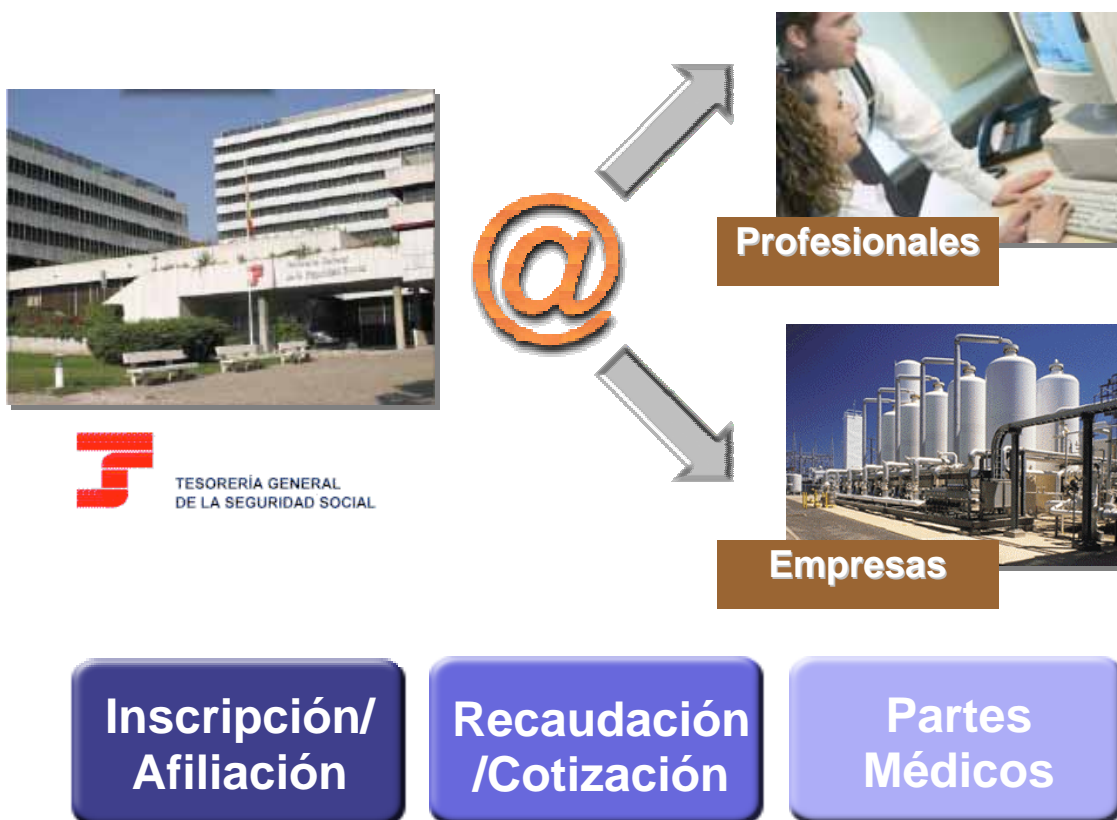 @
Profesionales
TESORERÍA GENERAL
DE LA SEGURIDAD SOCIAL
Empresas
Inscripción/
Afiliación
Recaudación
/Cotización
Partes
Médicos